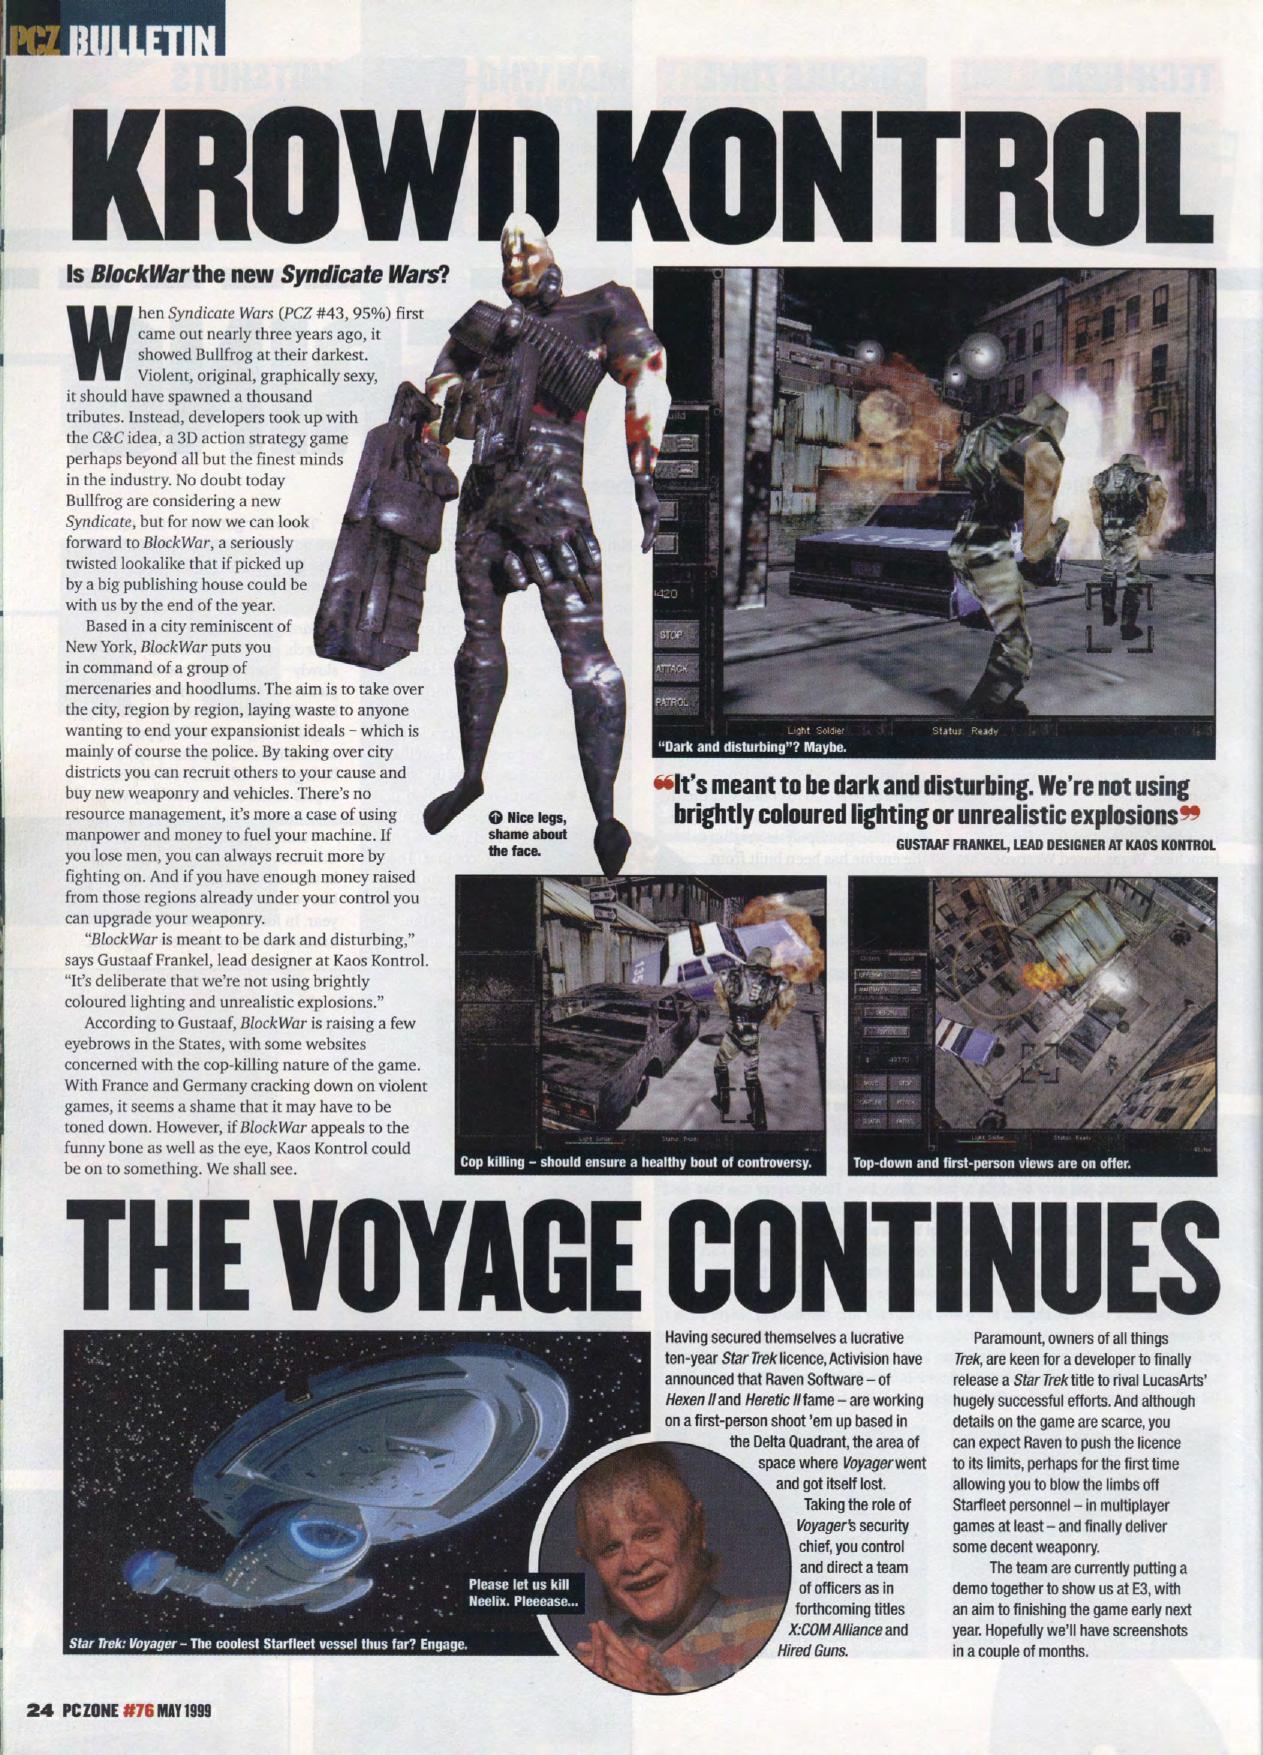 PCZ BULLETIN
KROWD KONTROL
Is BlockWar the new Syndicate Wars?
When Syndicate Wars (PCZ #43, 95%) first
came out nearly three years ago, it
showed Bullfrog at their darkest.
Violent, original, graphically sexy,
it should have spawned a thousand
tributes. Instead, developers took up with
the C&C idea, a 3D action strategy game
perhaps beyond all but the finest minds
in the industry. No doubt today
Bullfrog are considering a new
Syndicate, but for now we can look
forward to BlockWar, a seriously
twisted lookalike that if picked up
by a big publishing house could be
with us by the end of the year.
Based in a city reminiscent of
New York, BlockWar puts you
in command of a group of
mercenaries and hoodlums. The aim is to take over
the city, region by region, laying waste to anyone
wanting to end your expansionist ideals – which is
mainly of course the police. By taking over city
districts you can recruit others to your cause and
buy new weaponry and vehicles. There's no
resource management, it's more a case of using
manpower and money to fuel your machine. If
you lose men, you can always recruit more by
fighting on. And if you have enough money raised
from those regions already under your control you
can upgrade your weaponry.
"BlockWar is meant to be dark and disturbing,"
says Gustaaf Frankel, lead designer at Kaos Kontrol.
"It's deliberate that we're not using brightly
coloured lighting and unrealistic explosions."
According to Gustaaf, BlockWar is raising a few
eyebrows in the States, with some websites
concerned with the cop-killing nature of the game.
With France and Germany cracking down on violent
games, it seems a shame that it may have to be
toned down. However, if BlockWar appeals to the
funny bone as well as the eye, Kaos Kontrol could
be on to something. We shall see.
Nice legs,
shame about
the face.
1420
STOP
ATTACK
PATROL
Light Soldier Status: Ready
"Dark and disturbing"? Maybe.
"It's meant to be dark and disturbing. We're not using
brightly coloured lighting or unrealistic explosions"
GUSTAAF FRANKEL, LEAD DESIGNER AT KAOS KONTROL
Cop killing – should ensure a healthy bout of controversy.
Top-down and first-person views are on offer.
THE VOYAGE CONTINUES
Star Trek: Voyager – The coolest Starfleet vessel thus far? Engage.
Please let us kill
Neelix. Pleeease...
Having secured themselves a lucrative
ten-year Star Trek licence, Activision have
announced that Raven Software – of
Hexen II and Heretic II fame – are working
on a first-person shoot 'em up based in
the Delta Quadrant, the area of
space where Voyager went
and got itself lost.
Taking the role of
Voyager's security
chief, you control
and direct a team
of officers as in
forthcoming titles
X:COM Alliance and
Hired Guns.
Paramount, owners of all things
Trek, are keen for a developer to finally
release a Star Trek title to rival LucasArts'
hugely successful efforts. And although
details on the game are scarce, you
can expect Raven to push the licence
to its limits, perhaps for the first time
allowing you to blow the limbs off
Starfleet personnel – in multiplayer
games at least – and finally deliver
some decent weaponry.
The team are currently putting a
demo together to show us at E3, with
an aim to finishing the game early next
year. Hopefully we'll have screenshots
in a couple of months.
24 PC ZONE #76 MAY 1999